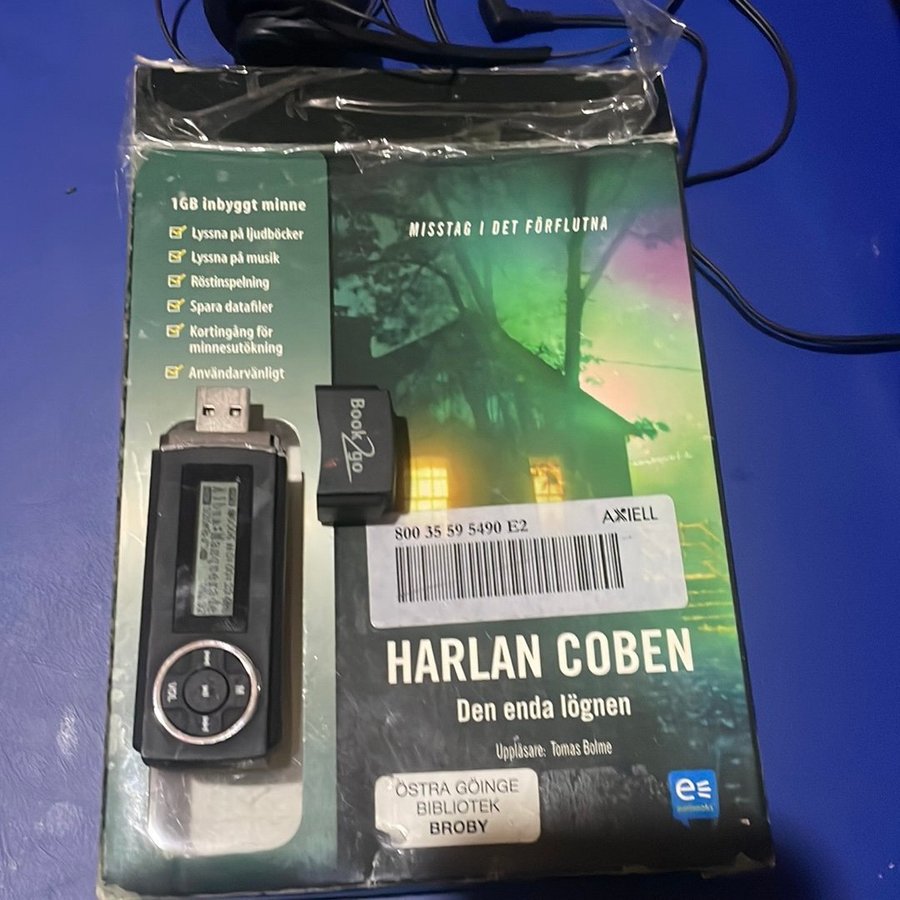 1GB inbyggt minne
Lyssna på ljudböcker
Lyssna på musik
Röstinspelning
Spara datafiler
Kortingång för
minnesutökning
Användarvänligt
MISSTAG I DET FÖRFLUTNA
Book2go
800 35 59 5490 E2
AXIELL
HARLAN COBEN
Den enda lögnen
Uppläsare: Tomas Bolme
ÖSTRA GÖINGE
BIBLIOTEK
BROBY
VOL
M
e